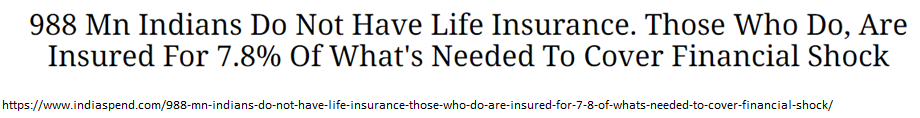 988 Mn Indians Do Not Have Life Insurance. Those Who Do, Are
Insured For 7.8% Of What's Needed To Cover Financial Shock
https://www.indiaspend.com/988-mn-indians-do-not-have-life-insurance-those-who-do-are-insured-for-7-8-of-whats-needed-to-cover-financial-shock/